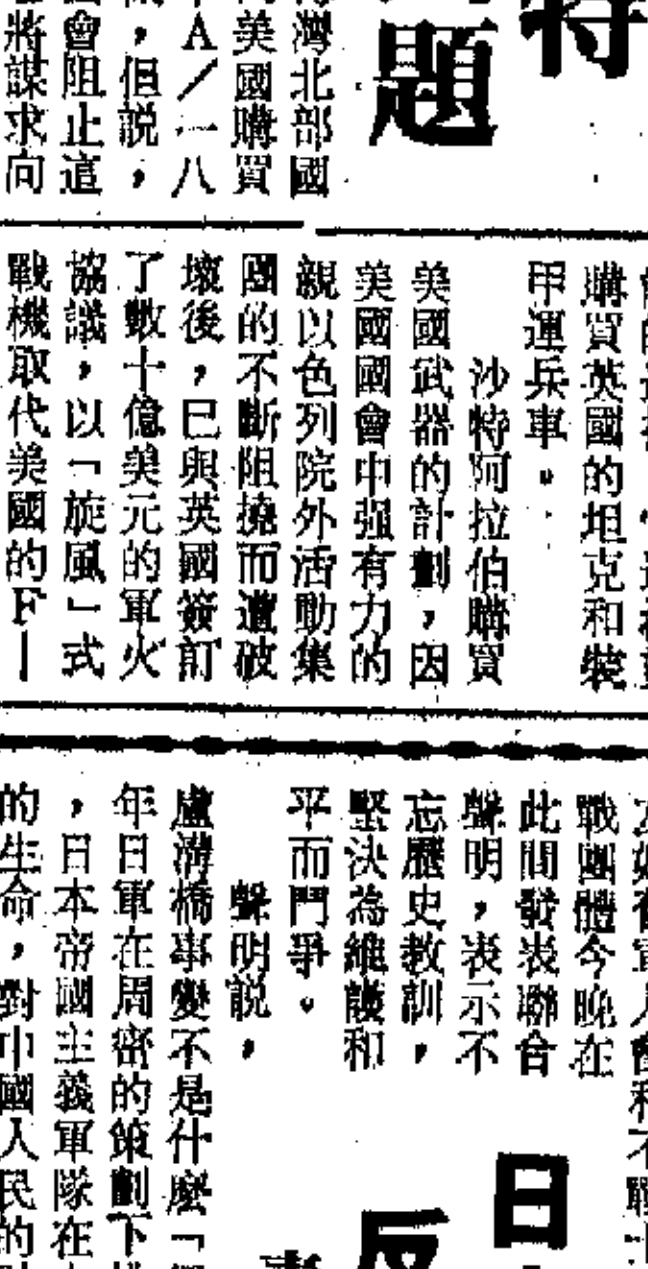 特
題
灣北部國
美國購買
A／一八
，但説，
會阻止這
將謀求向
購買英國的坦克和裝
甲運兵車。
沙特阿拉伯購買
美國武器的計劃，因
美國國會中强有力的
親以色列院外活動集
團的不斷阻撓而遭破
壞後，已與英國簽訂
了數十億美元的軍火
協議，以「旋風」式
戰機取代美國的F—
戰團體今晚在
此間發表聯合
聲明，表示不
忘歷史教訓，
堅決為維護和
平而鬥爭。
聲明説，
盧溝橋事變不是什麼「
年日軍在周密的策劃下
，日本帝國主義軍隊在
的生命，對中國人民的
日
反